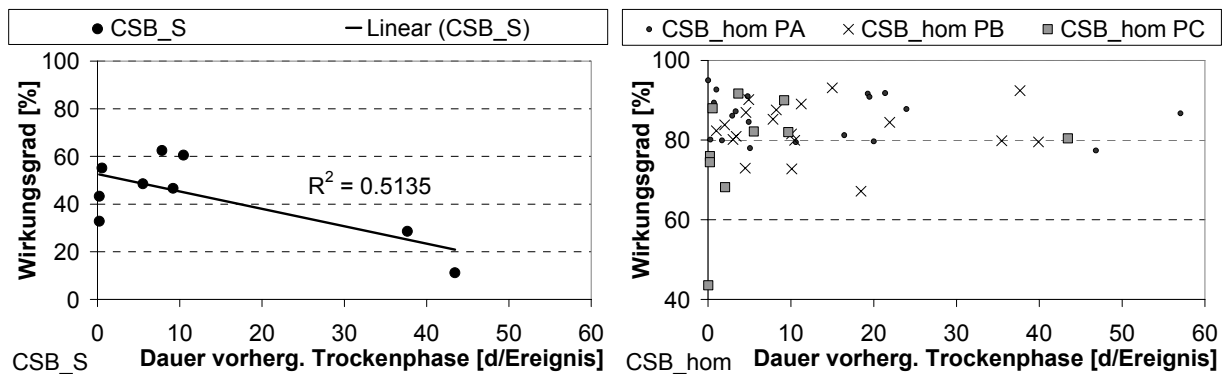 CSB_S
Linear (CSB_S)
Wirkungsgrad [%]
100
80
60
40
20
0
R² = 0.5135
0 10 20 30 40 50 60
CSB_S
Dauer vorherg. Trockenphase [d/Ereignis]
CSB_hom PA
CSB_hom PB
CSB_hom PC
Wirkungsgrad [%]
100
80
60
40
0 10 20 30 40 50 60
CSB_hom
Dauer vorherg. Trockenphase [d/Ereignis]